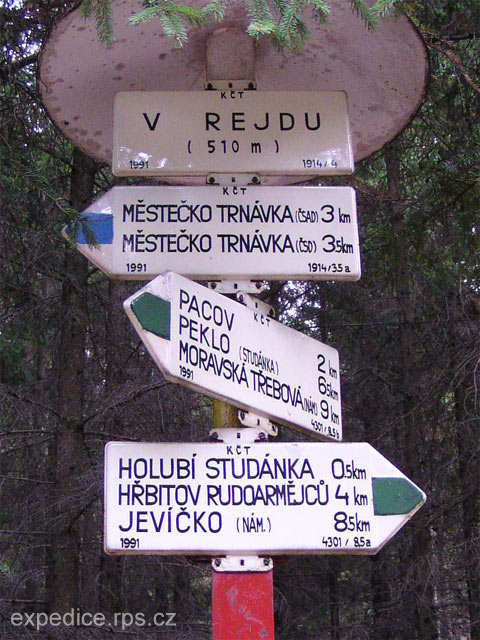 KČT
V REJDU
(510 m)
1991 1914/4
KČT
MĚSTEČKO TRNÁVKA (ČSAD) 3 km
MĚSTEČKO TRNÁVKA (ČSD) 3,5 km
1991 1914/3,5 a
KČT
PACOV 2 km
PEKLO (STUDÁNKA) 6,5 km
MORAVSKÁ TŘEBOVÁ (NÁM.) 9 km
1991 4301/8,5 b
KČT
HOLUBÍ STUDÁNKA 0,5 km
HŘBITOV RUDOARMĚJCŮ 4 km
JEVÍČKO (NÁM.) 8,5 km
1991 4301/8,5 a
expedice.rps.cz